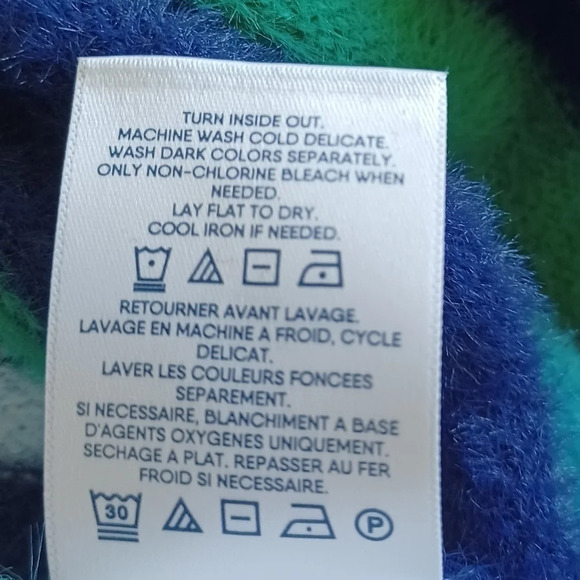 TURN INSIDE OUT.
MACHINE WASH COLD DELICATE.
WASH DARK COLORS SEPARATELY.
ONLY NON-CHLORINE BLEACH WHEN
NEEDED.
LAY FLAT TO DRY.
COOL IRON IF NEEDED.
RETOURNER AVANT LAVAGE.
LAVAGE EN MACHINE A FROID, CYCLE
DELICAT.
LAVER LES COULEURS FONCEES
SEPAREMENT.
SI NECESSAIRE, BLANCHIMENT A BASE
D'AGENTS OXYGENES UNIQUEMENT.
SECHAGE A PLAT. REPASSER AU FER
FROID SI NECESSAIRE.
30 P